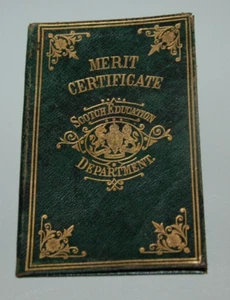 MERIT
CERTIFICATE
SCOTCH EDUCATION
DEPARTMENT.